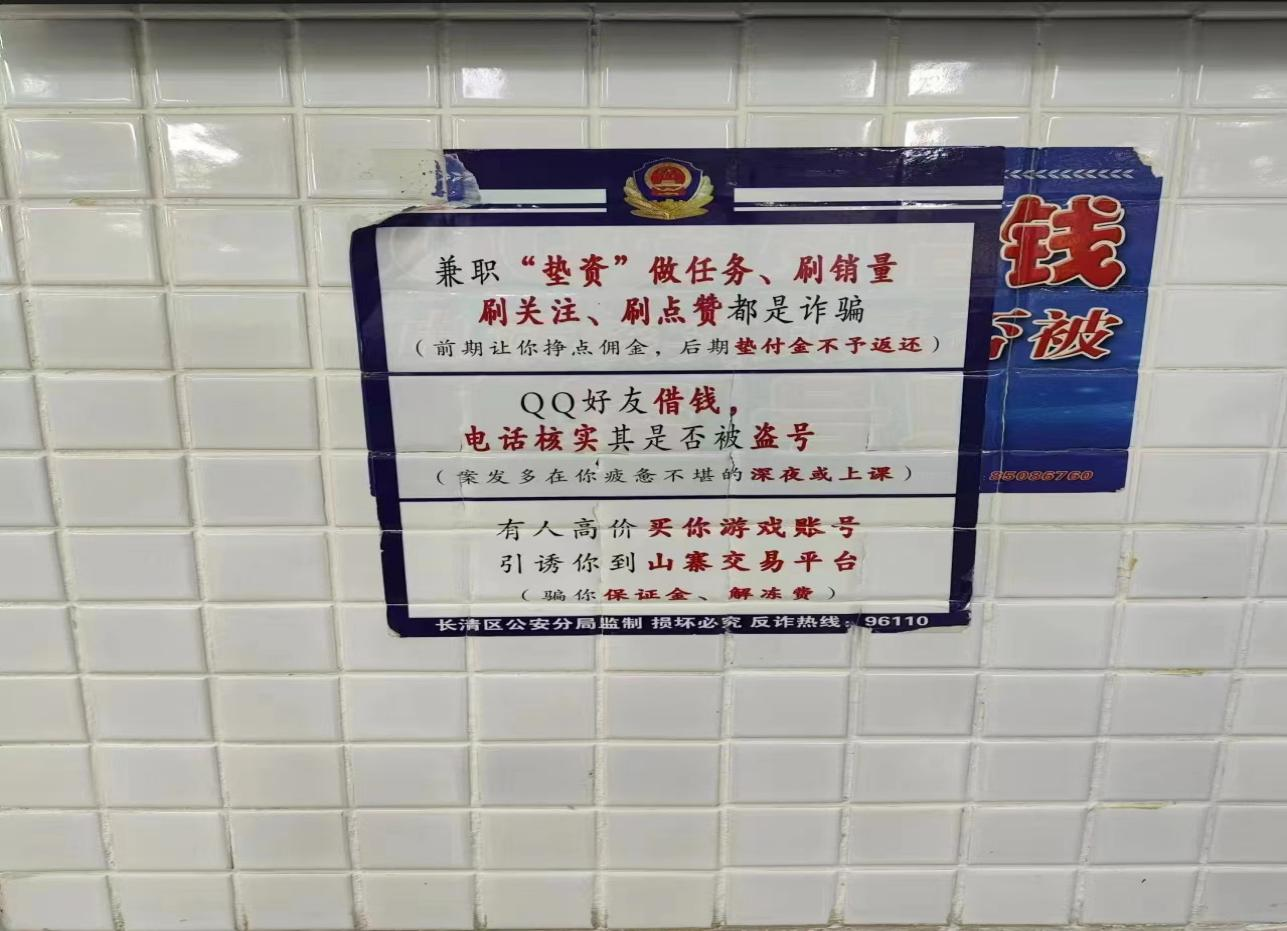 兼职“垫资”做任务、刷销量
刷关注、刷点赞都是诈骗
（前期让你挣点佣金，后期垫付金不予返还）
QQ好友借钱，
电话核实其是否被盗号
（案发多在你疲惫不堪的深夜或上课）
有人高价买你游戏账号
引诱你到山寨交易平台
（骗你保证金、解冻费）
长清区公安分局监制 损坏必究 反诈热线：96110
钱
否被
:85086760